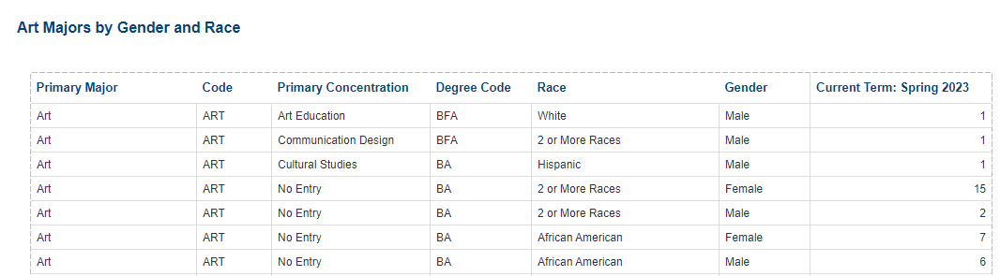 Art Majors by Gender and Race
Primary Major Code Primary Concentration Degree Code Race Gender Current Term: Spring 2023
Art ART Art Education BFA White Male 1
Art ART Communication Design BFA 2 or More Races Male 1
Art ART Cultural Studies BA Hispanic Male 1
Art ART No Entry BA 2 or More Races Female 15
Art ART No Entry BA 2 or More Races Male 2
Art ART No Entry BA African American Female 7
Art ART No Entry BA African American Male 6